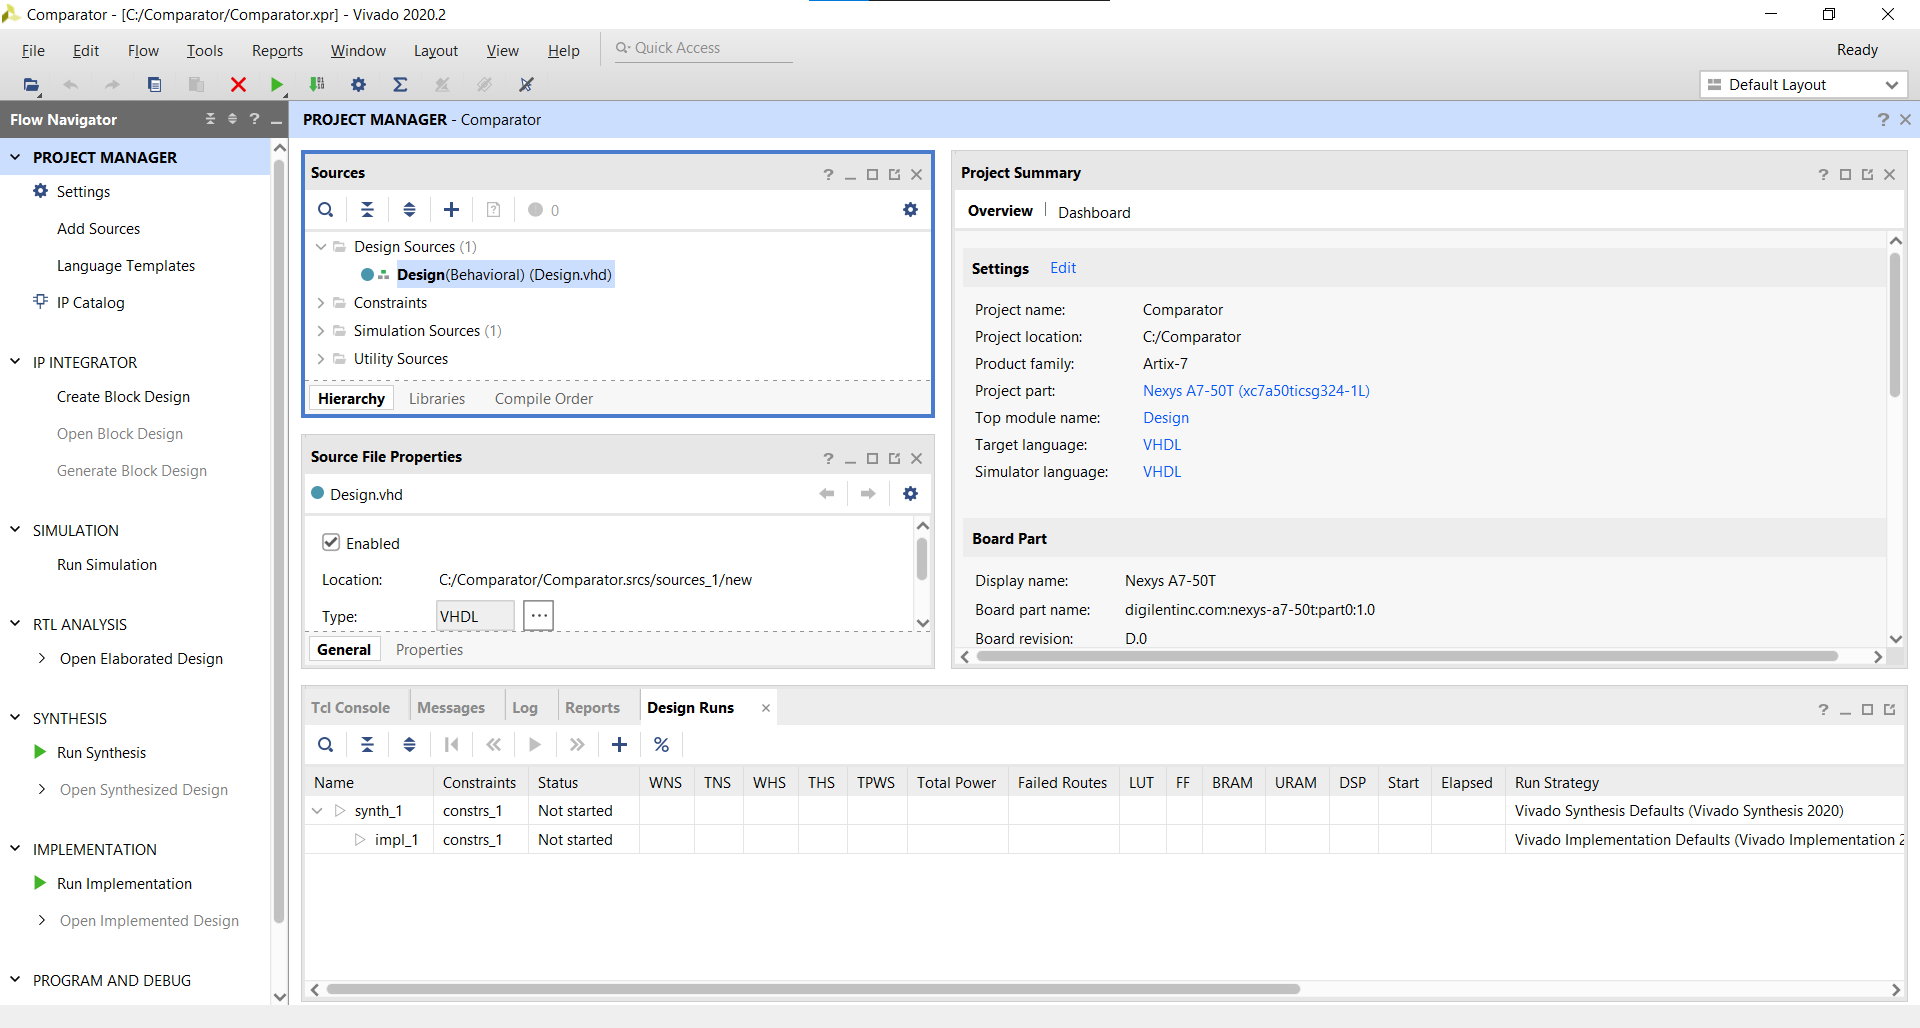 Comparator - [C:/Comparator/Comparator.xpr] - Vivado 2020.2
File Edit Flow Tools Reports Window Layout View Help Quick Access Ready
Default Layout
Flow Navigator
PROJECT MANAGER
Settings
Add Sources
Language Templates
IP Catalog
IP INTEGRATOR
Create Block Design
Open Block Design
Generate Block Design
SIMULATION
Run Simulation
RTL ANALYSIS
Open Elaborated Design
SYNTHESIS
Run Synthesis
Open Synthesized Design
IMPLEMENTATION
Run Implementation
Open Implemented Design
PROGRAM AND DEBUG
PROJECT MANAGER - Comparator
Sources
0
Design Sources (1)
Design(Behavioral) (Design.vhd)
Constraints
Simulation Sources (1)
Utility Sources
Hierarchy Libraries Compile Order
Source File Properties
Design.vhd
Enabled
Location: C:/Comparator/Comparator.srcs/sources_1/new
Type: VHDL ...
General Properties
Project Summary
Overview Dashboard
Settings Edit
Project name: Comparator
Project location: C:/Comparator
Product family: Artix-7
Project part: Nexys A7-50T (xc7a50ticsg324-1L)
Top module name: Design
Target language: VHDL
Simulator language: VHDL
Board Part
Display name: Nexys A7-50T
Board part name: digilentinc.com:nexys-a7-50t:part0:1.0
Board revision: D.0
Tcl Console Messages Log Reports Design Runs
Name Constraints Status WNS TNS WHS THS TPWS Total Power Failed Routes LUT FF BRAM URAM DSP Start Elapsed Run Strategy
synth_1 constrs_1 Not started Vivado Synthesis Defaults (Vivado Synthesis 2020)
impl_1 constrs_1 Not started Vivado Implementation Defaults (Vivado Implementation 2